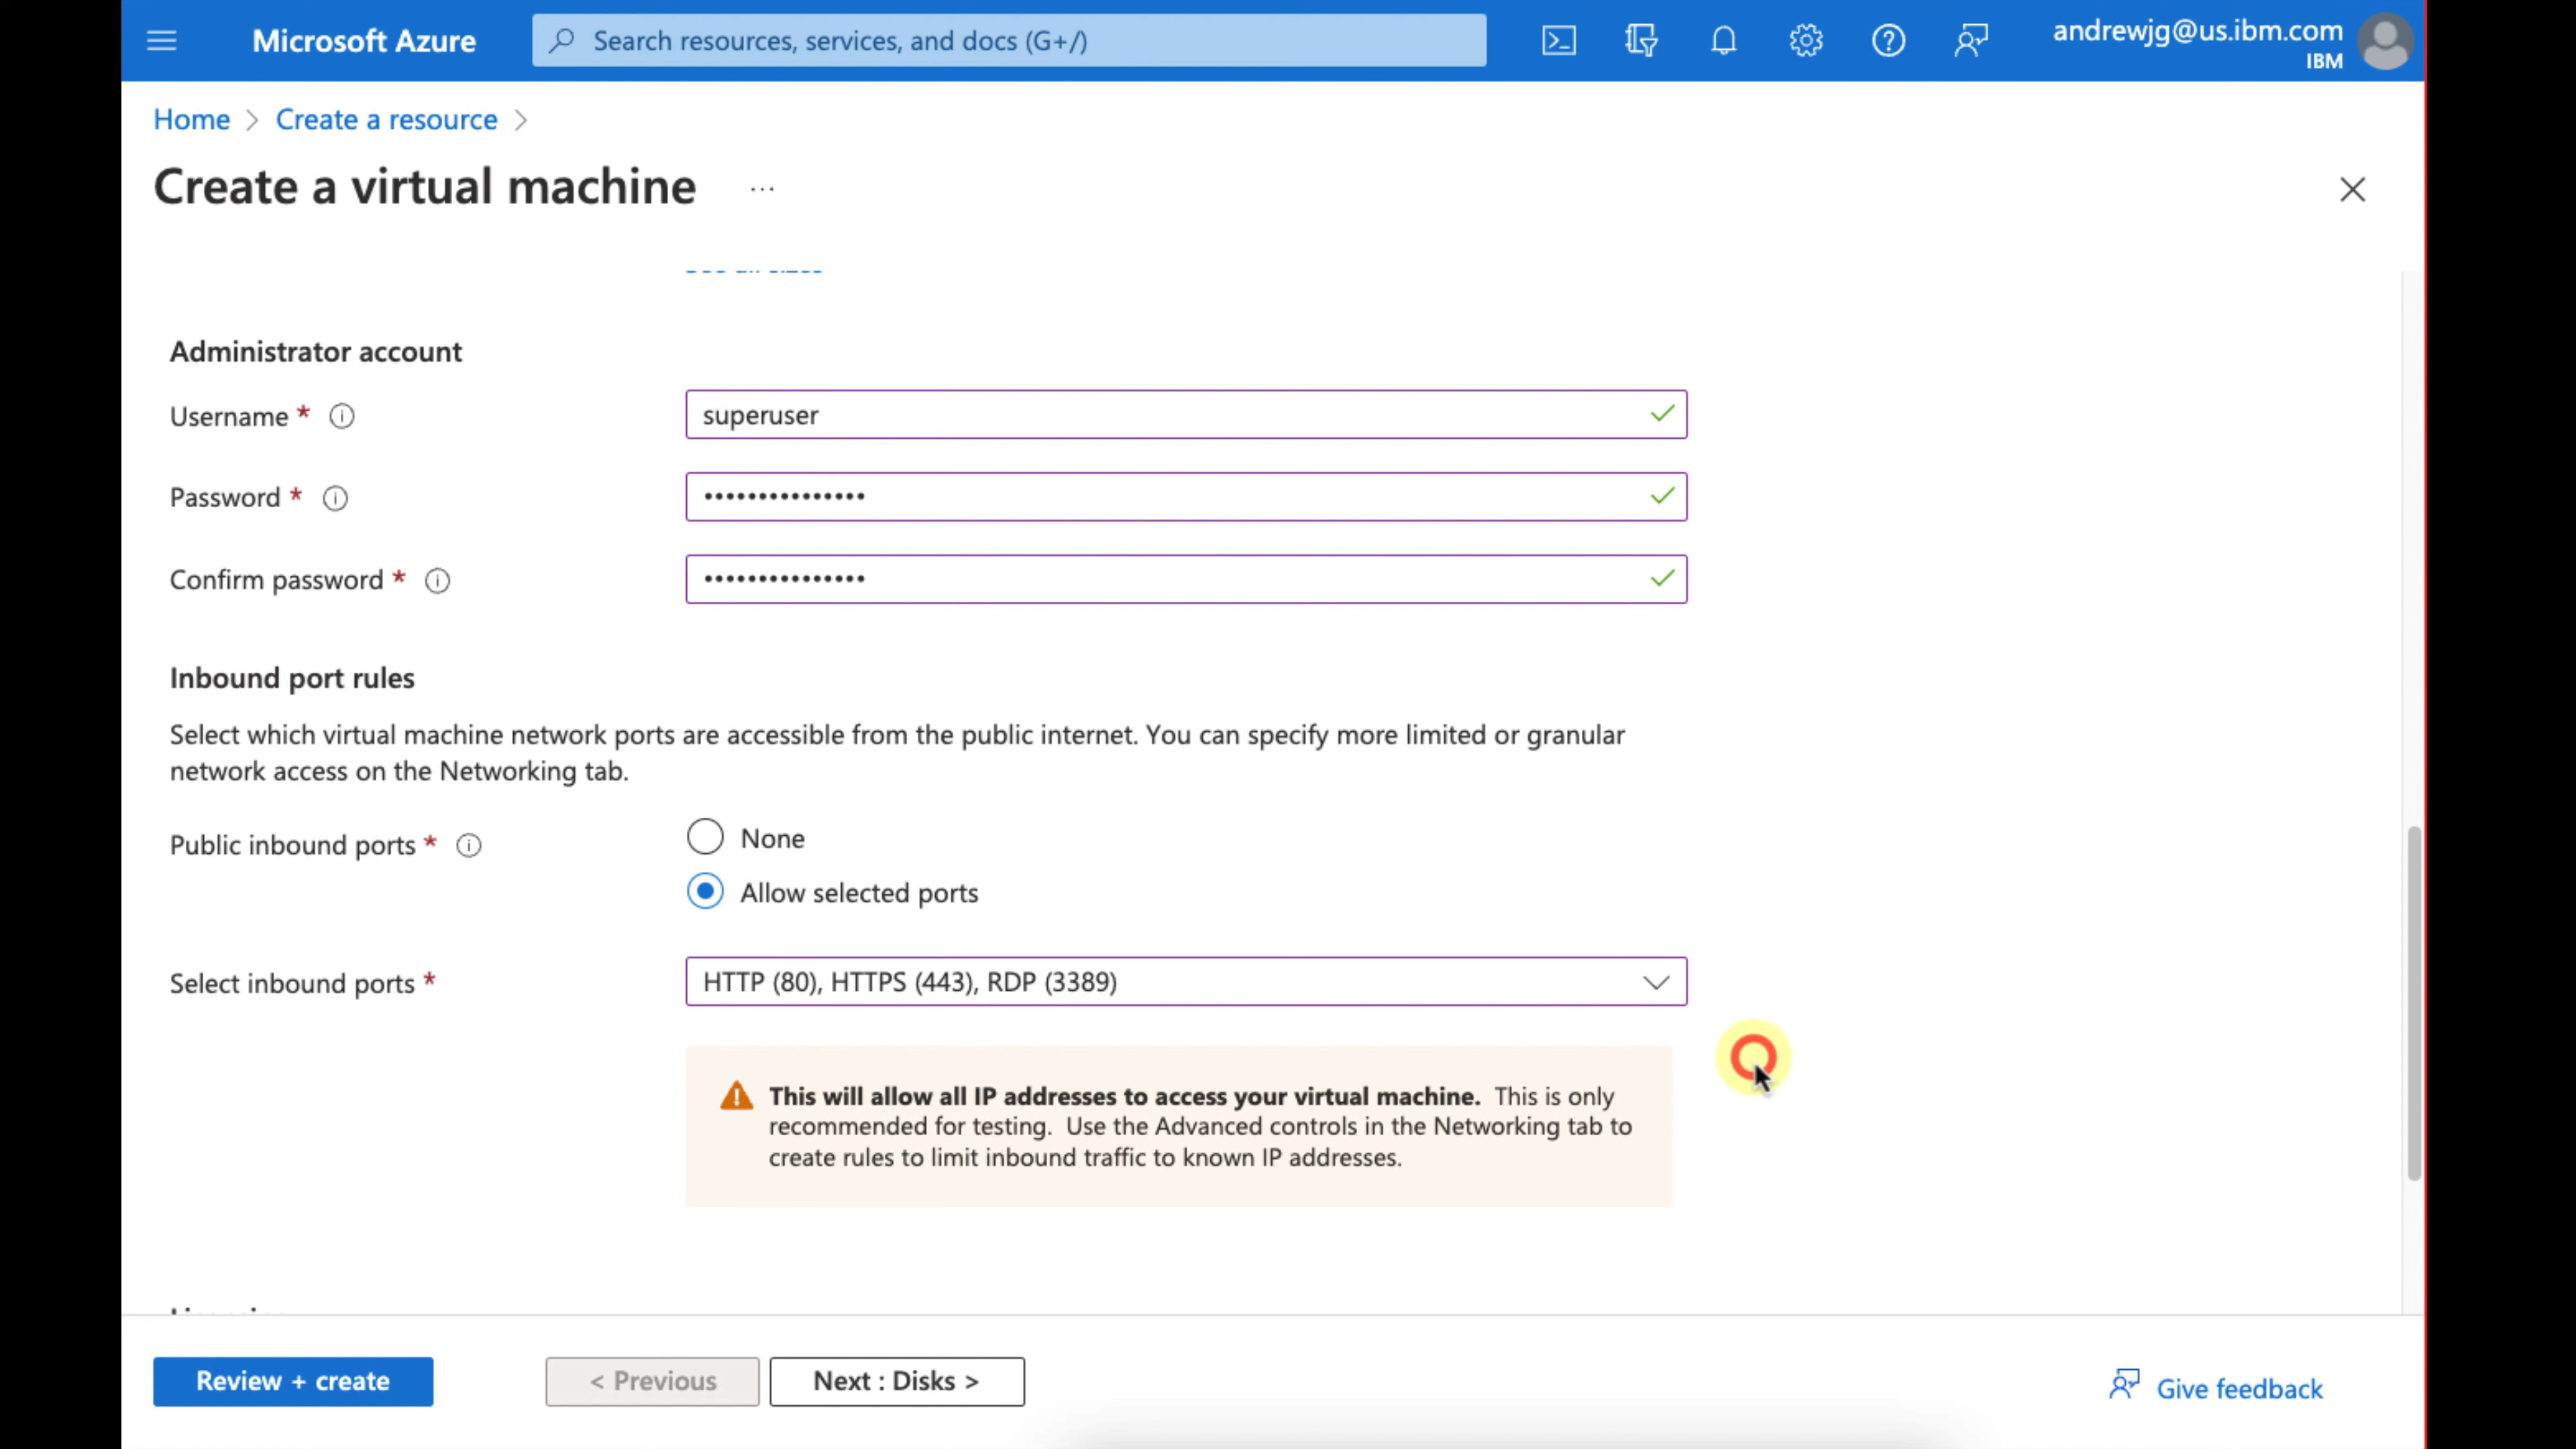 Microsoft Azure
Search resources, services, and docs (G+/)
andrewjg@us.ibm.com
IBM
Home
Create a resource
Create a virtual machine
...
Administrator account
Username *
superuser
Password *
•••••••••••••••
Confirm password *
•••••••••••••••
Inbound port rules
Select which virtual machine network ports are accessible from the public internet. You can specify more limited or granular
network access on the Networking tab.
Public inbound ports *
None
Allow selected ports
Select inbound ports *
HTTP (80), HTTPS (443), RDP (3389)
This will allow all IP addresses to access your virtual machine. This is only
recommended for testing. Use the Advanced controls in the Networking tab to
create rules to limit inbound traffic to known IP addresses.
Review + create
< Previous
Next : Disks >
Give feedback